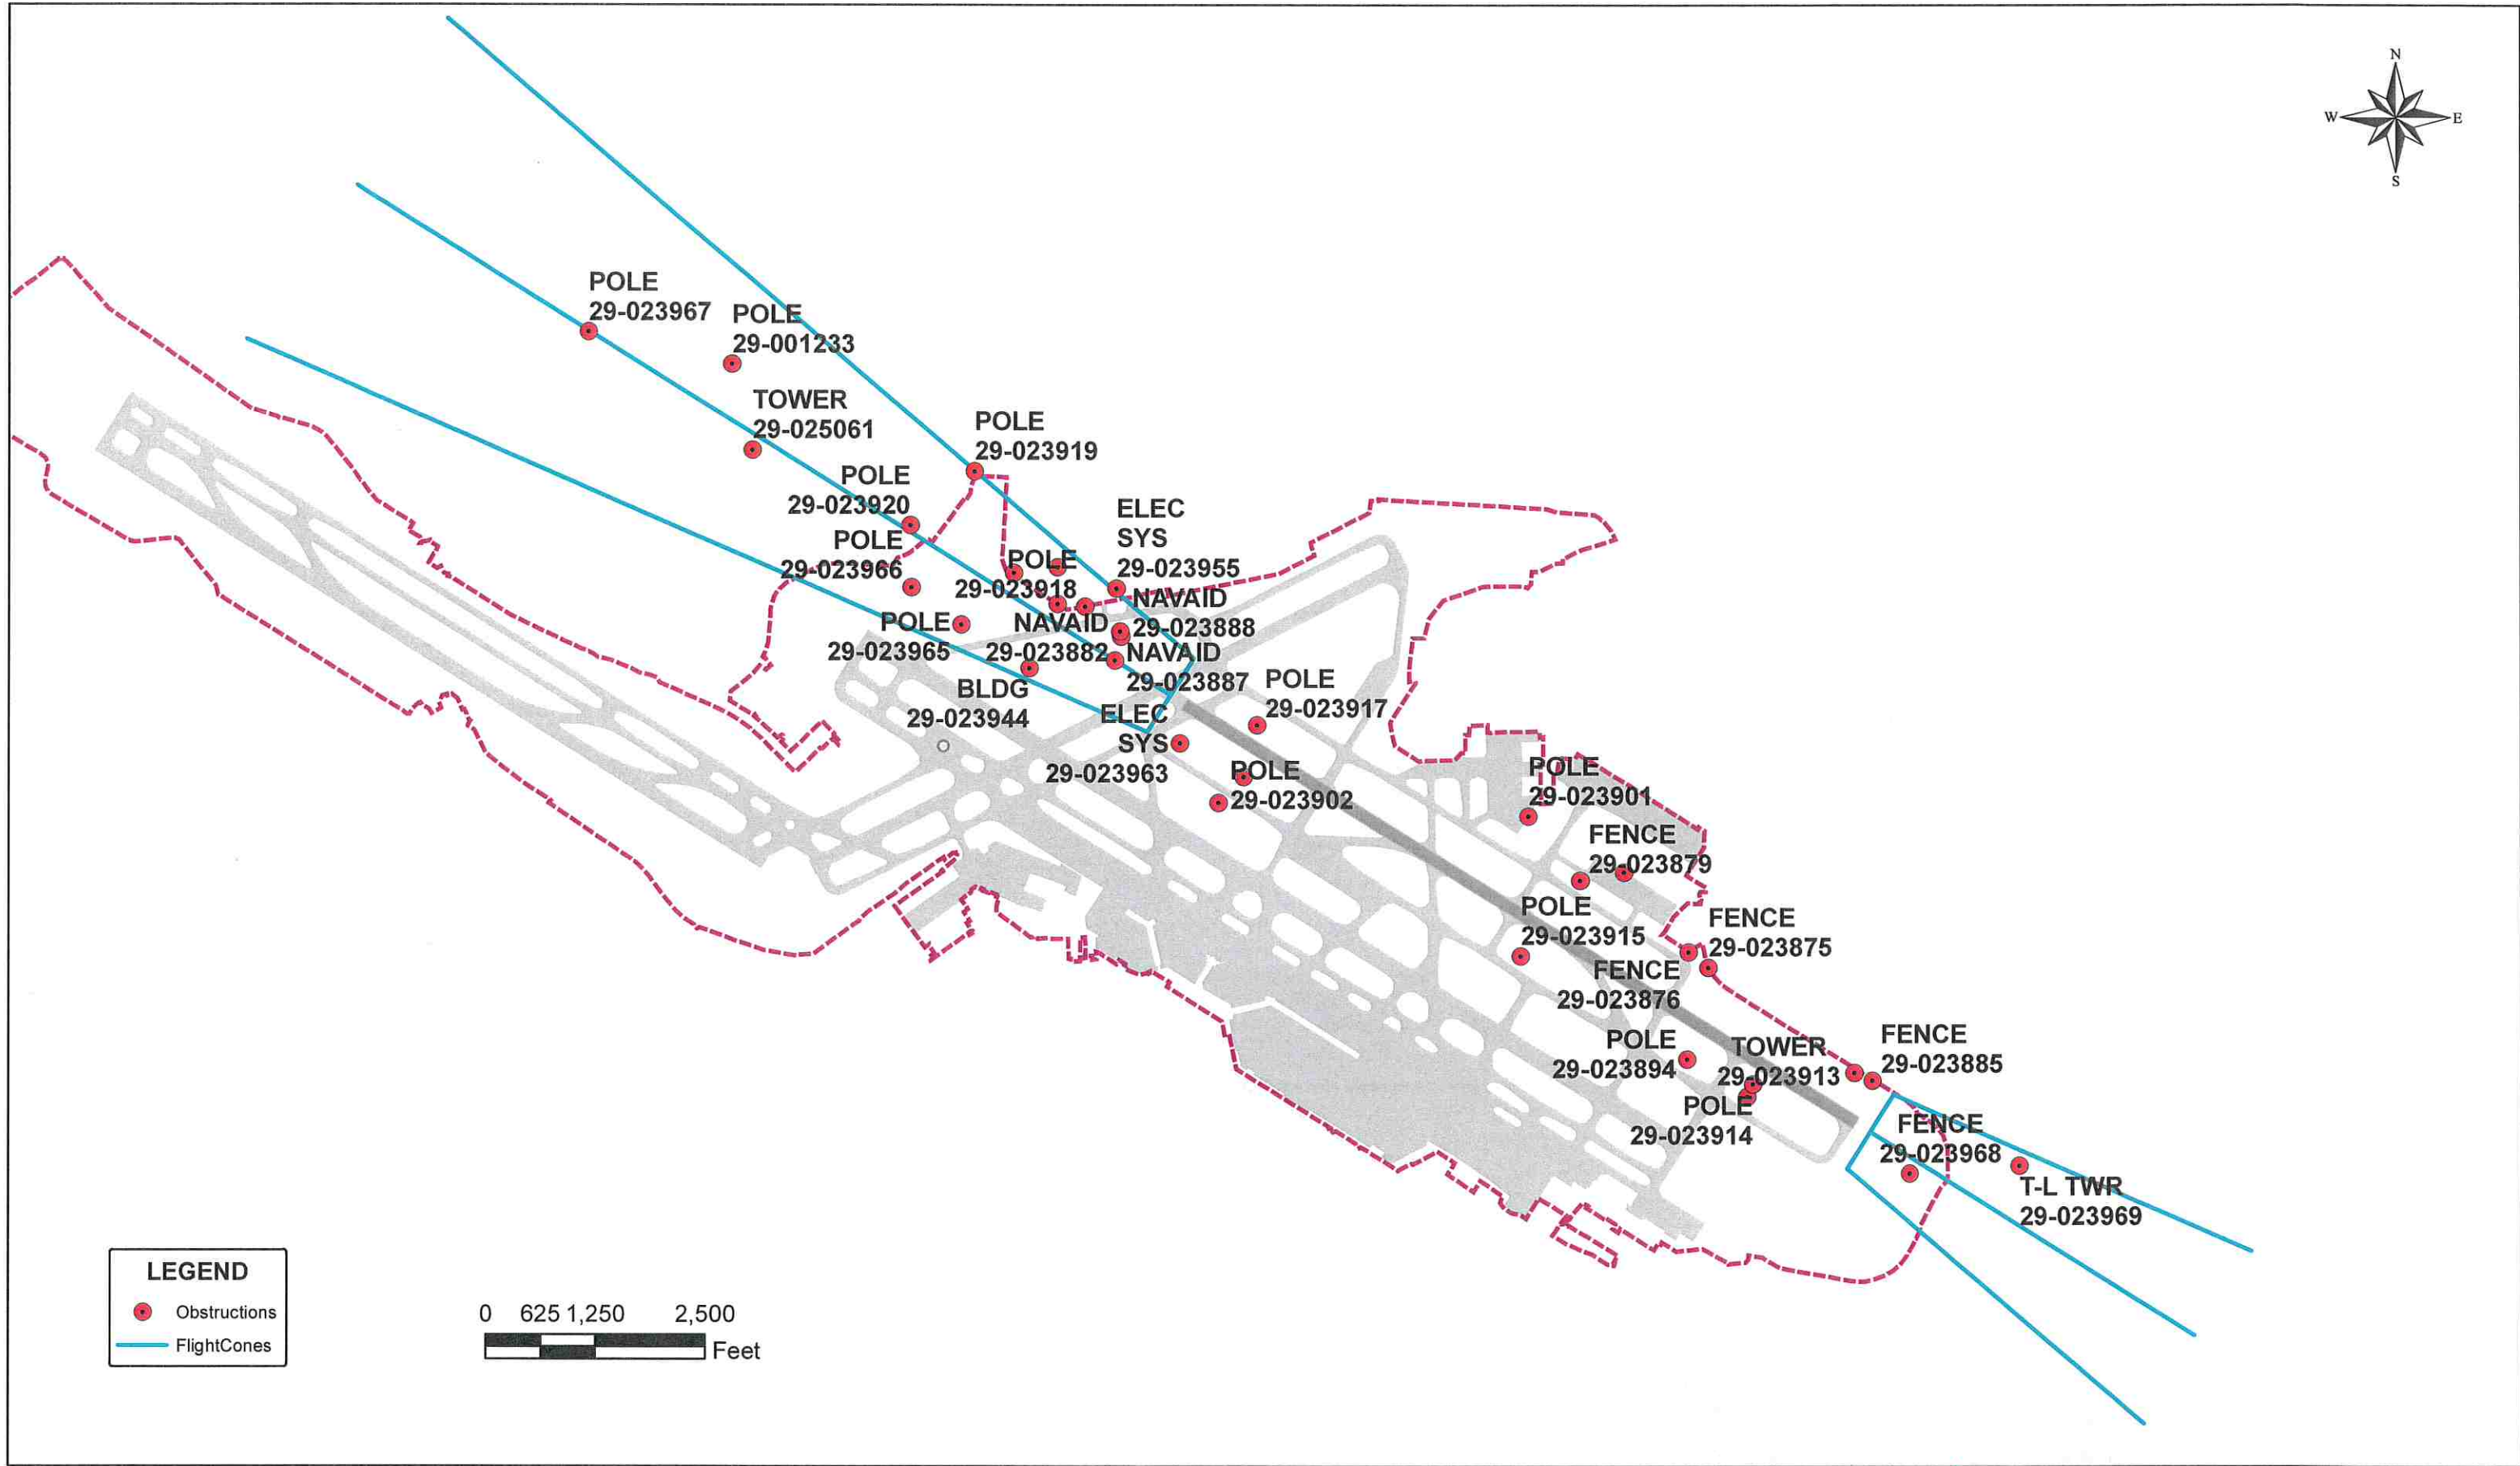 N
W
E
S
POLE
29-023967
POLE
29-001233
TOWER
29-025061
POLE
29-023919
POLE
29-023920
ELEC
SYS
29-023955
POLE
29-023966
POLE
29-023918
NAVAID
29-023888
POLE
29-023965
NAVAID
29-023882
NAVAID
29-023887
BLDG
29-023944
POLE
29-023917
ELEC
SYS
29-023963
POLE
29-023902
POLE
29-023901
FENCE
29-023879
POLE
29-023915
FENCE
29-023875
FENCE
29-023876
POLE
29-023894
TOWER
29-023913
FENCE
29-023885
POLE
29-023914
FENCE
29-023968
T-L TWR
29-023969
LEGEND
Obstructions
FlightCones
0 625 1,250 2,500
Feet